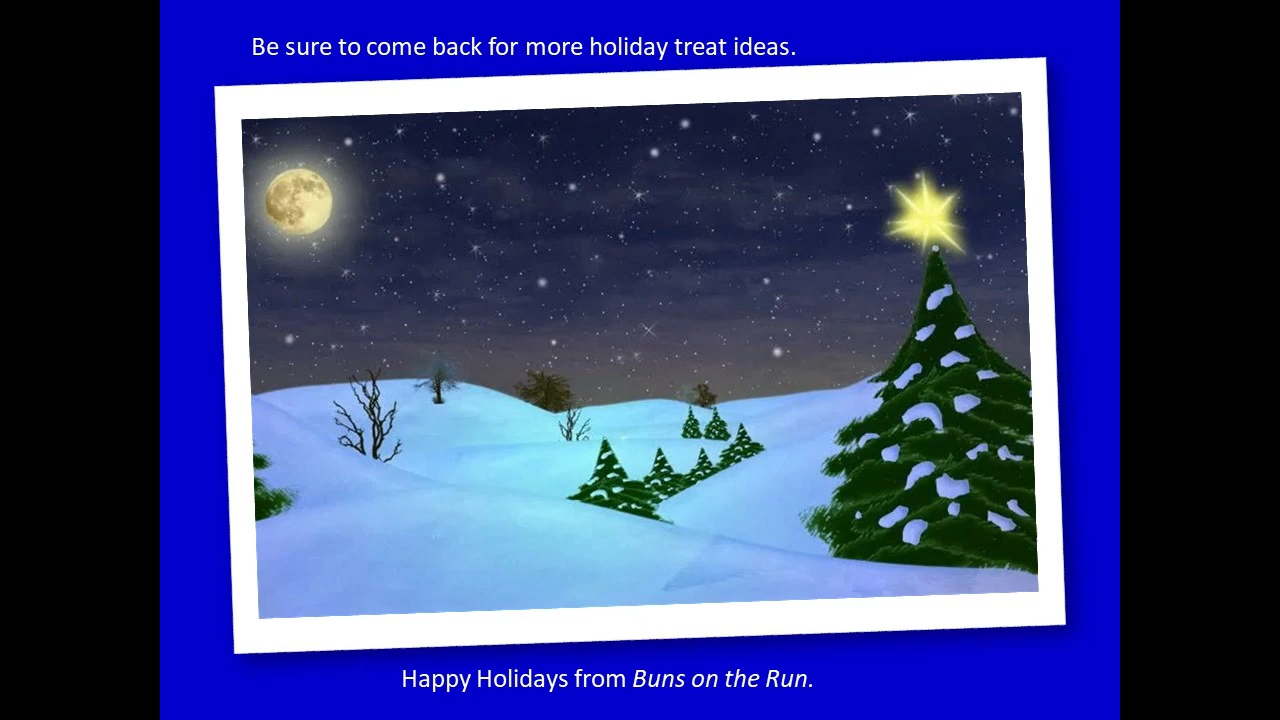 Be sure to come back for more holiday treat ideas.
Happy Holidays from Buns on the Run.